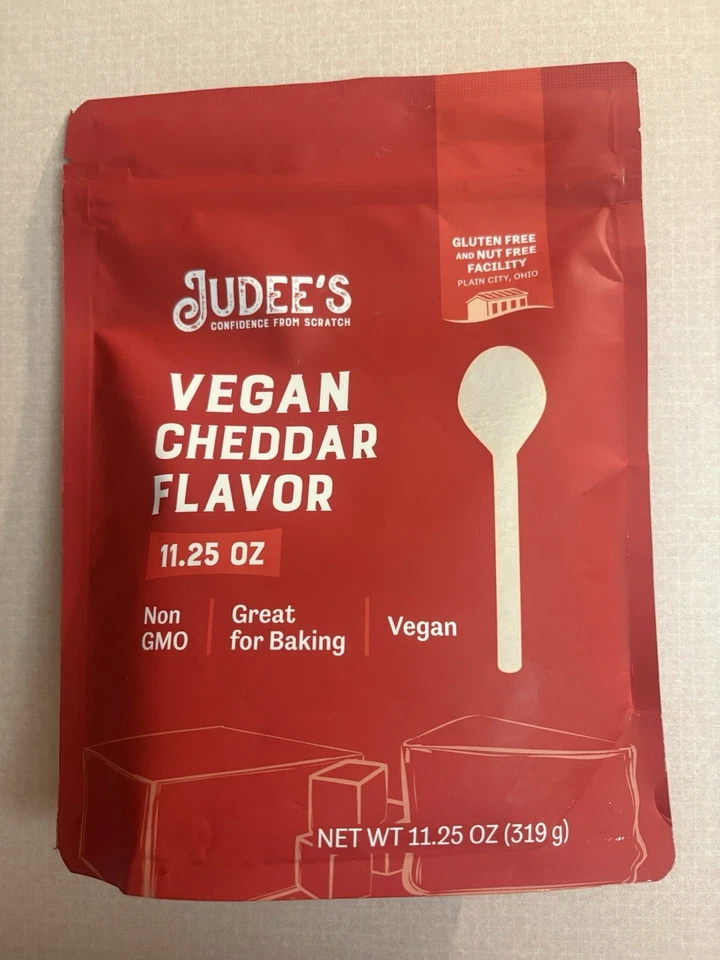 GLUTEN FREE
AND NUT FREE
FACILITY
PLAIN CITY, OHIO
JUDEE'S
CONFIDENCE FROM SCRATCH
VEGAN
CHEDDAR
FLAVOR
11.25 OZ
Non
GMO
Great
for Baking
Vegan
NET WT 11.25 OZ (319 g)